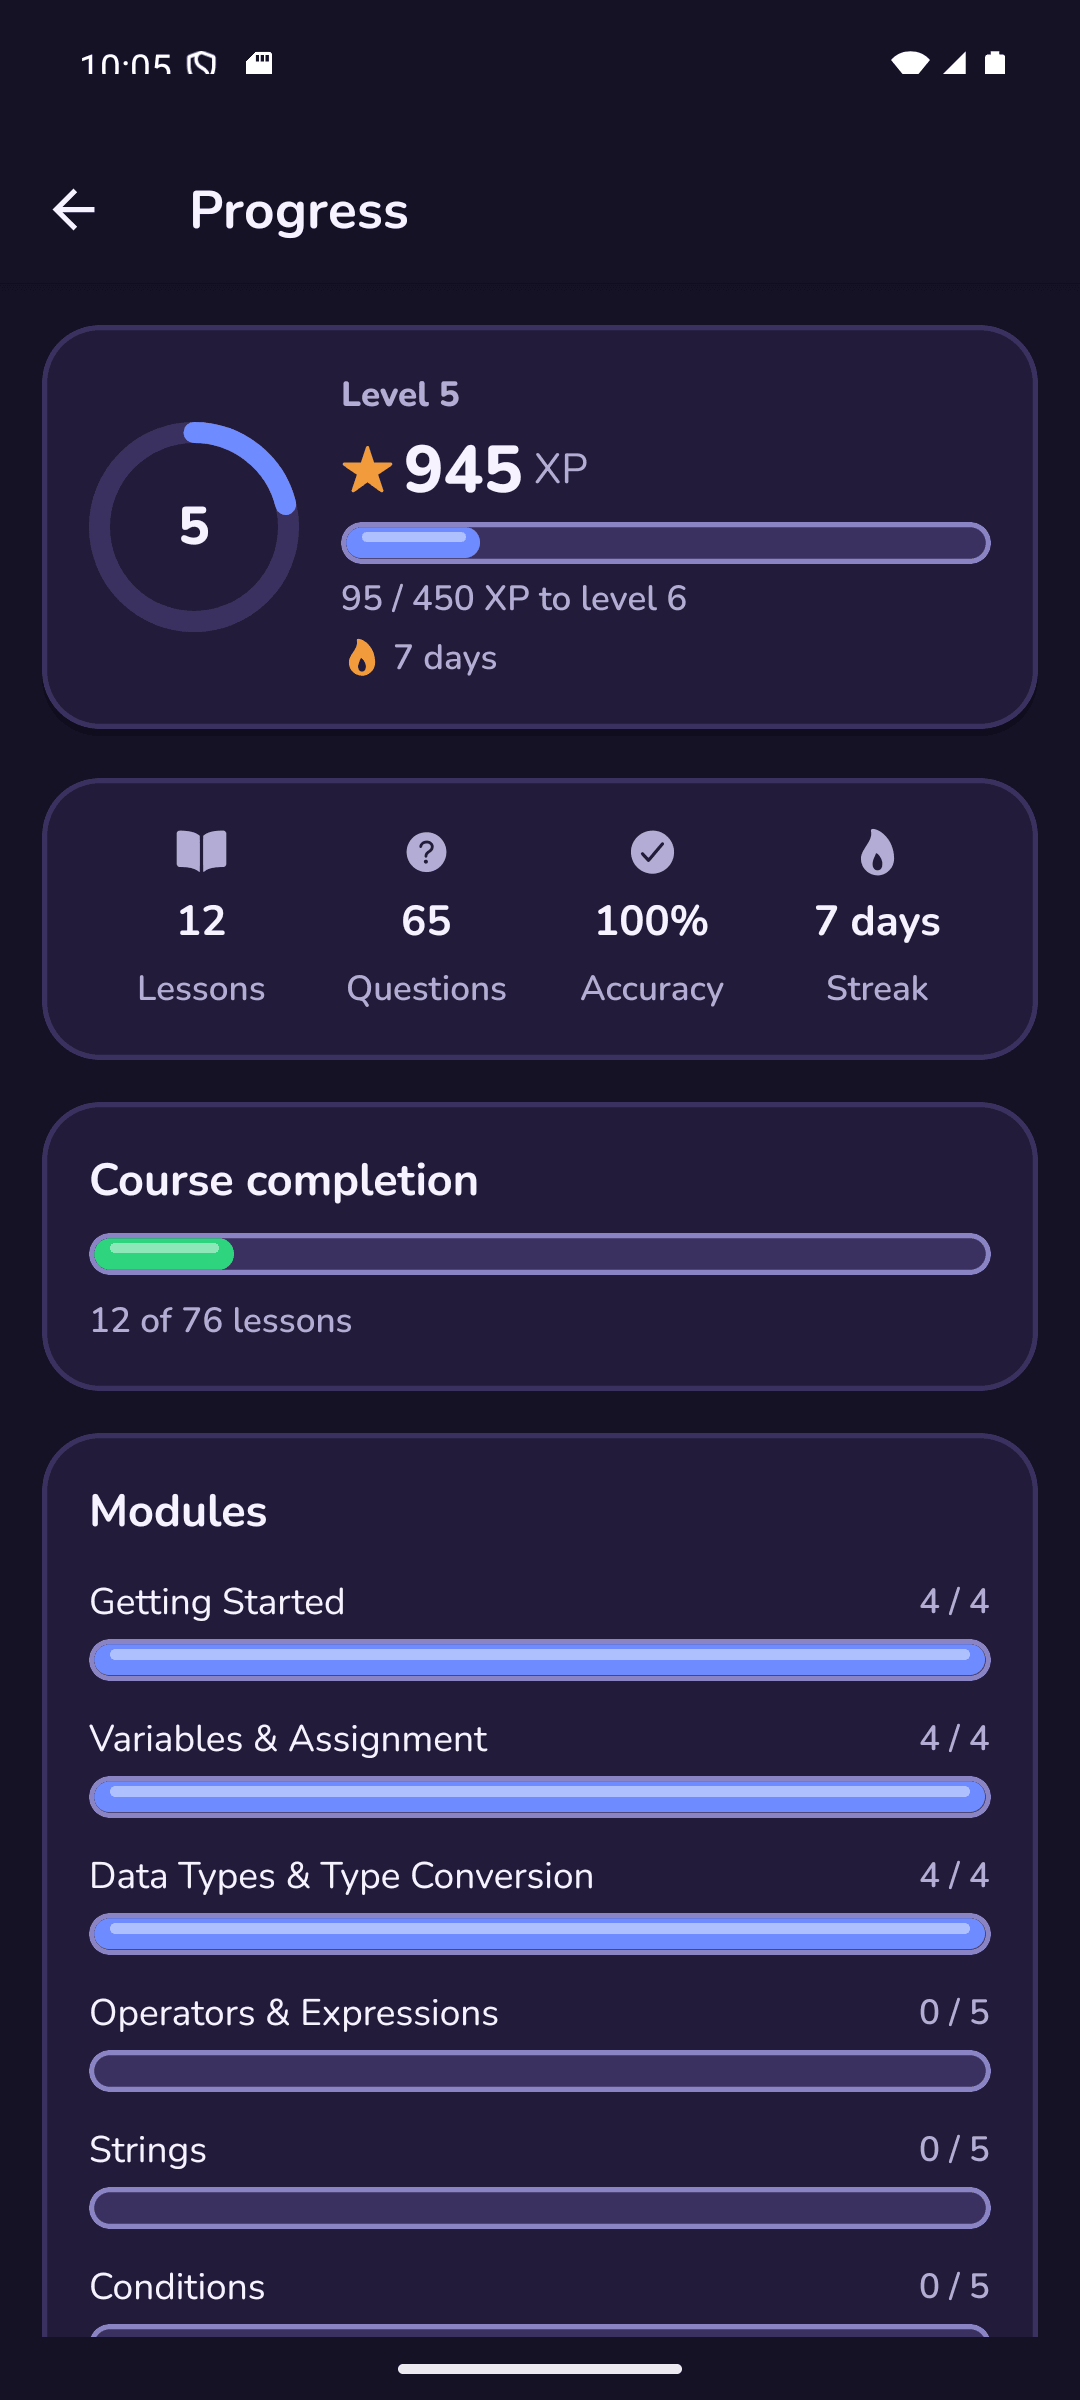 10:05
Progress
Level 5
945 XP
5
95 / 450 XP to level 6
7 days
12
65
100%
7 days
Lessons
Questions
Accuracy
Streak
Course completion
12 of 76 lessons
Modules
Getting Started
4 / 4
Variables & Assignment
4 / 4
Data Types & Type Conversion
4 / 4
Operators & Expressions
0 / 5
Strings
0 / 5
Conditions
0 / 5